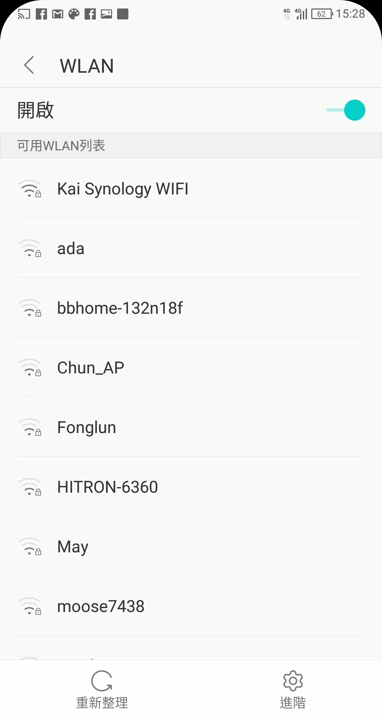 4G 4G 62 15:28
WLAN
開啟
可用WLAN列表
Kai Synology WIFI
ada
bbhome-132n18f
Chun_AP
Fonglun
HITRON-6360
May
moose7438
重新整理 進階